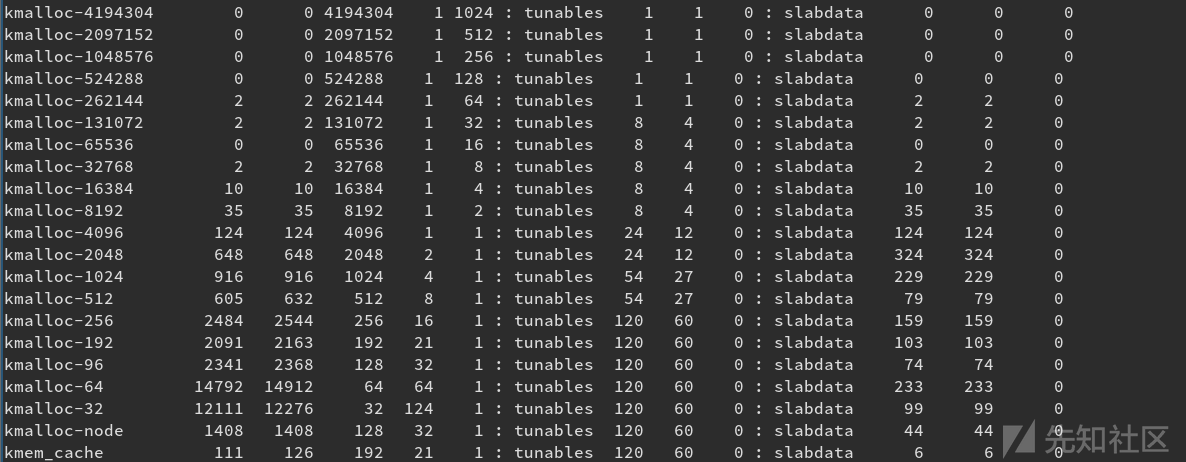 kmalloc-4194304 0 0 4194304 1 1024 : tunables 1 1 0 : slabdata 0 0 0
kmalloc-2097152 0 0 2097152 1 512 : tunables 1 1 0 : slabdata 0 0 0
kmalloc-1048576 0 0 1048576 1 256 : tunables 1 1 0 : slabdata 0 0 0
kmalloc-524288 0 0 524288 1 128 : tunables 1 1 0 : slabdata 0 0 0
kmalloc-262144 2 2 262144 1 64 : tunables 1 1 0 : slabdata 2 2 0
kmalloc-131072 2 2 131072 1 32 : tunables 8 4 0 : slabdata 2 2 0
kmalloc-65536 0 0 65536 1 16 : tunables 8 4 0 : slabdata 0 0 0
kmalloc-32768 2 2 32768 1 8 : tunables 8 4 0 : slabdata 2 2 0
kmalloc-16384 10 10 16384 1 4 : tunables 8 4 0 : slabdata 10 10 0
kmalloc-8192 35 35 8192 1 2 : tunables 8 4 0 : slabdata 35 35 0
kmalloc-4096 124 124 4096 1 1 : tunables 24 12 0 : slabdata 124 124 0
kmalloc-2048 648 648 2048 2 1 : tunables 24 12 0 : slabdata 324 324 0
kmalloc-1024 916 916 1024 4 1 : tunables 54 27 0 : slabdata 229 229 0
kmalloc-512 605 632 512 8 1 : tunables 54 27 0 : slabdata 79 79 0
kmalloc-256 2484 2544 256 16 1 : tunables 120 60 0 : slabdata 159 159 0
kmalloc-192 2091 2163 192 21 1 : tunables 120 60 0 : slabdata 103 103 0
kmalloc-96 2341 2368 128 32 1 : tunables 120 60 0 : slabdata 74 74 0
kmalloc-64 14792 14912 64 64 1 : tunables 120 60 0 : slabdata 233 233 0
kmalloc-32 12111 12276 32 124 1 : tunables 120 60 0 : slabdata 99 99 0
kmalloc-node 1408 1408 128 32 1 : tunables 120 60 0 : slabdata 44 44 0
kmem_cache 111 126 192 21 1 : tunables 120 60 0 : slabdata 6 6 0
先知社区